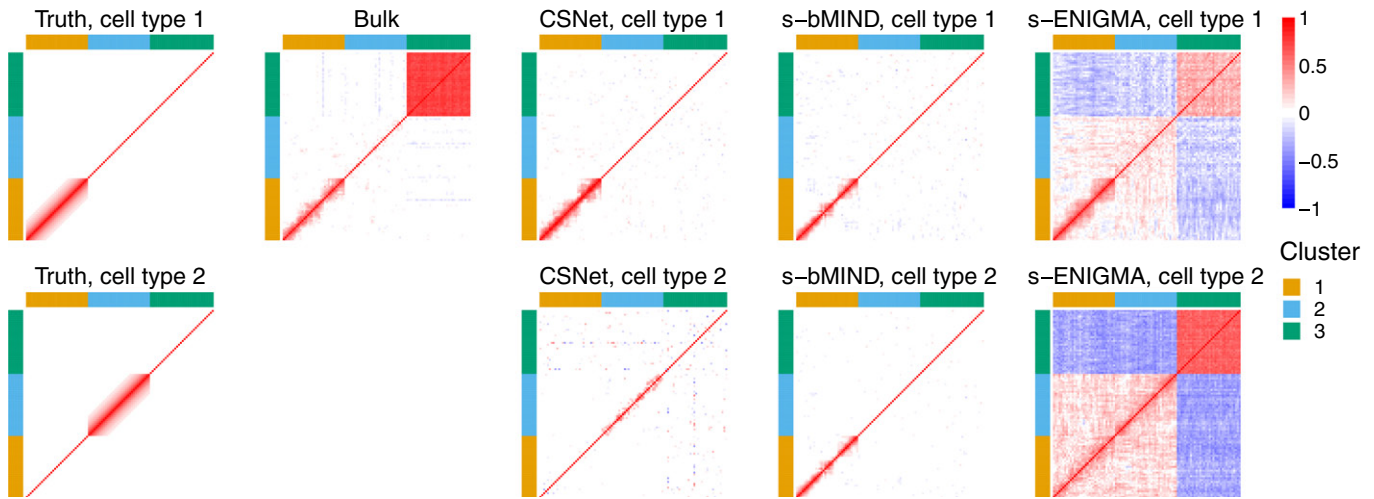 Truth, cell type 1
Bulk
CSNet, cell type 1
s−bMIND, cell type 1
s−ENIGMA, cell type 1
1
0.5
0
−0.5
−1
Truth, cell type 2
CSNet, cell type 2
s−bMIND, cell type 2
s−ENIGMA, cell type 2
Cluster
1
2
3